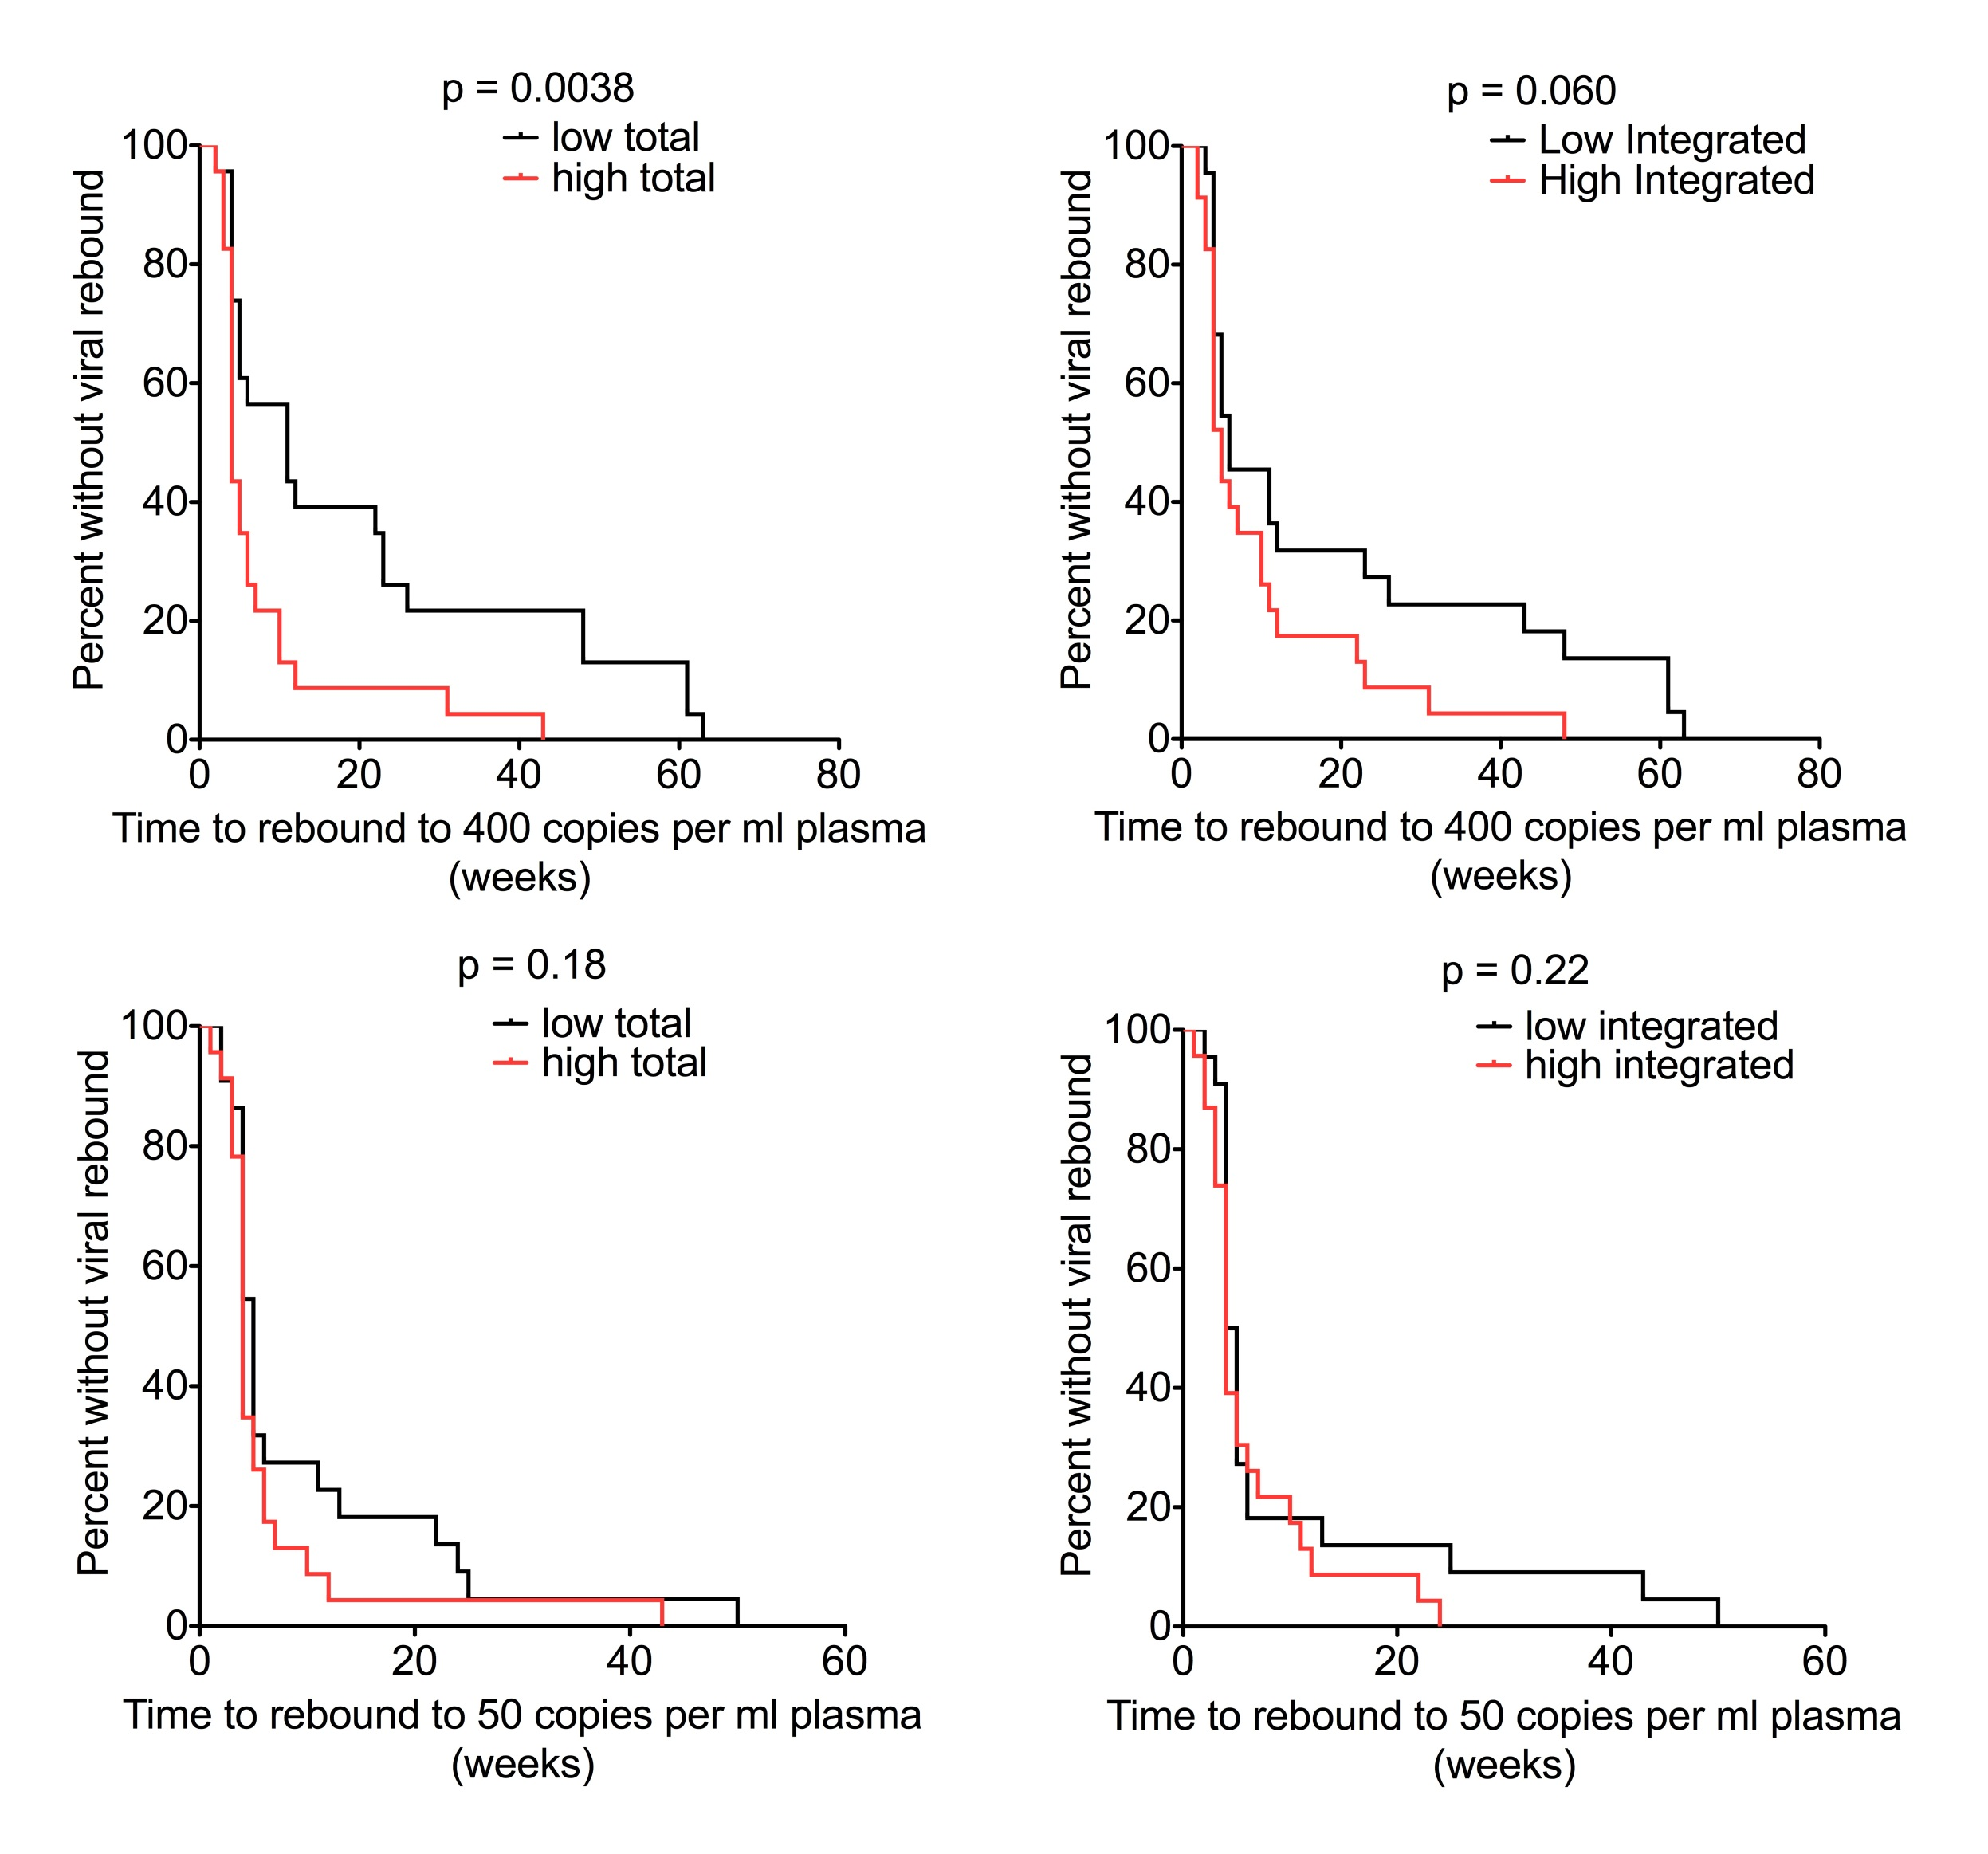 p = 0.0038
low total
high total
Percent without viral rebound
100
80
60
40
20
0
0 20 40 60 80
Time to rebound to 400 copies per ml plasma
(weeks)
p = 0.060
Low Integrated
High Integrated
Percent without viral rebound
100
80
60
40
20
0
0 20 40 60 80
Time to rebound to 400 copies per ml plasma
(weeks)
p = 0.18
low total
high total
Percent without viral rebound
100
80
60
40
20
0
0 20 40 60
Time to rebound to 50 copies per ml plasma
(weeks)
p = 0.22
low integrated
high integrated
Percent without viral rebound
100
80
60
40
20
0
0 20 40 60
Time to rebound to 50 copies per ml plasma
(weeks)